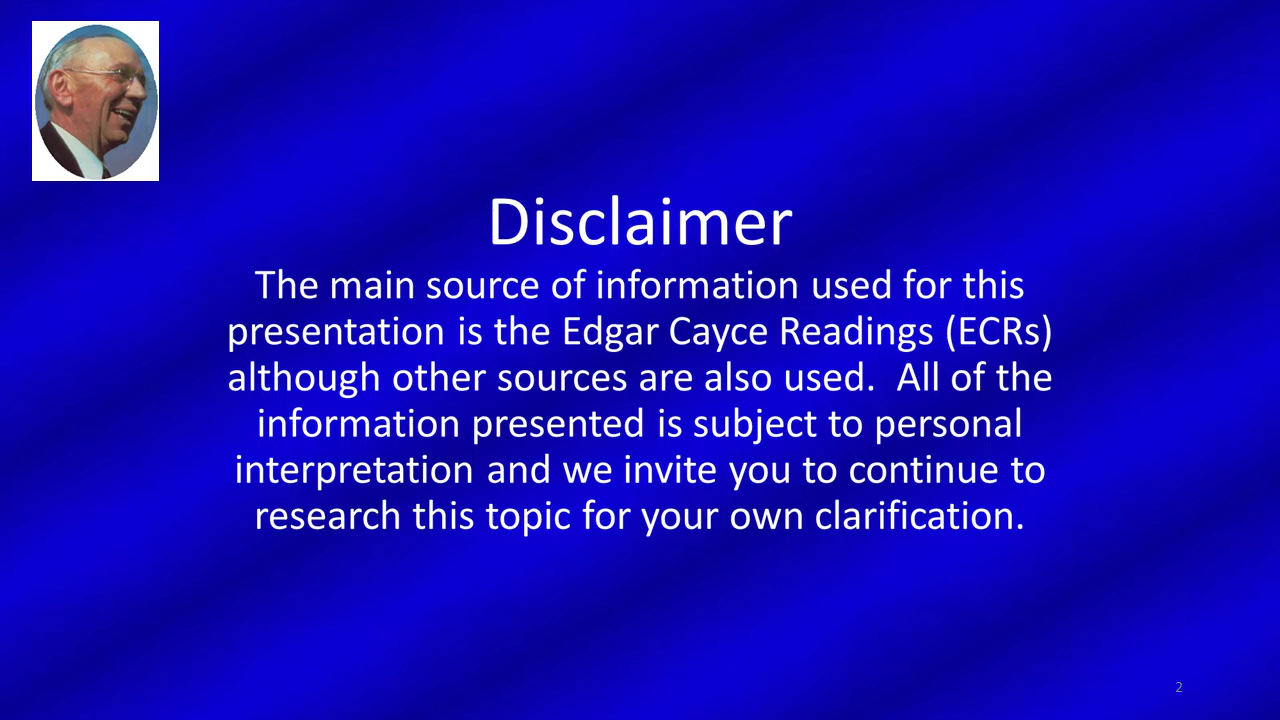 Disclaimer
The main source of information used for this
presentation is the Edgar Cayce Readings (ECRs)
although other sources are also used.  All of the
information presented is subject to personal
interpretation and we invite you to continue to
research this topic for your own clarification.
2